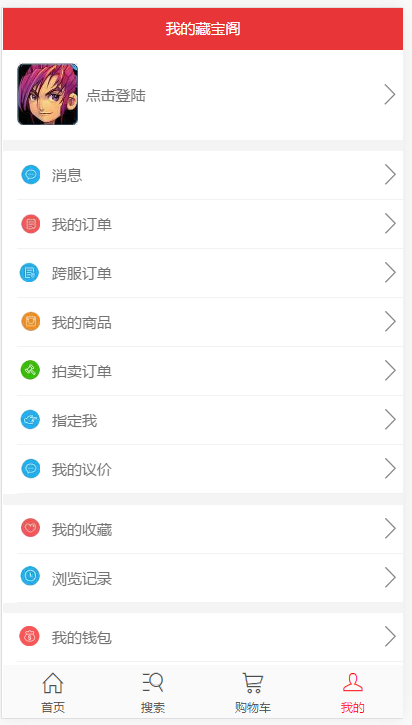 我的藏宝阁
点击登陆
消息
我的订单
跨服订单
我的商品
拍卖订单
指定我
我的议价
我的收藏
浏览记录
我的钱包
首页 搜索 购物车 我的